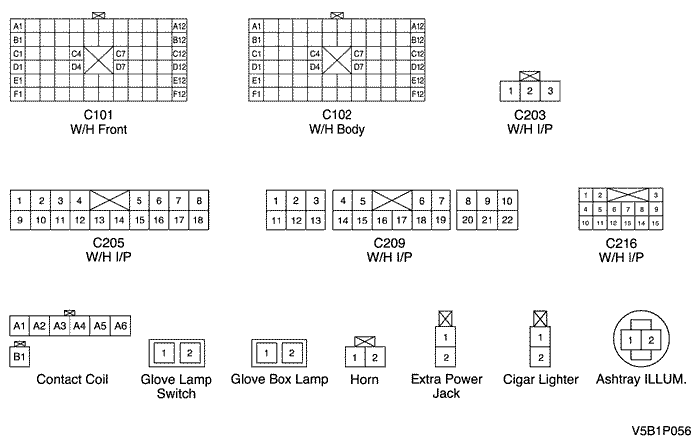 A1 A12 A1 A12
B1 B12 B1 B12
C1 C4 C7 C12 C1 C4 C7 C12
D1 D4 D7 D12 D1 D4 D7 D12
E1 E12 E1 E12
F1 F12 F1 F12
1 2 3
C101 C102 C203
W/H Front W/H Body W/H I/P
1 2 3 4 5 6 7 8 1 2 3 4 5 6 7 8 9 10 1 2 3
9 10 11 12 13 14 15 16 17 18 11 12 13 14 15 16 17 18 19 20 21 22 4 5 6 7 8 9
10 11 12 13 14 15
C205 C209 C216
W/H I/P W/H I/P W/H I/P
A1 A2 A3 A4 A5 A6
B1 1 2 1 2 1 2 1 1 1 2
2 2
Contact Coil Glove Lamp Glove Box Lamp Horn Extra Power Cigar Lighter Ashtray ILLUM.
Switch Jack
V5B1P056